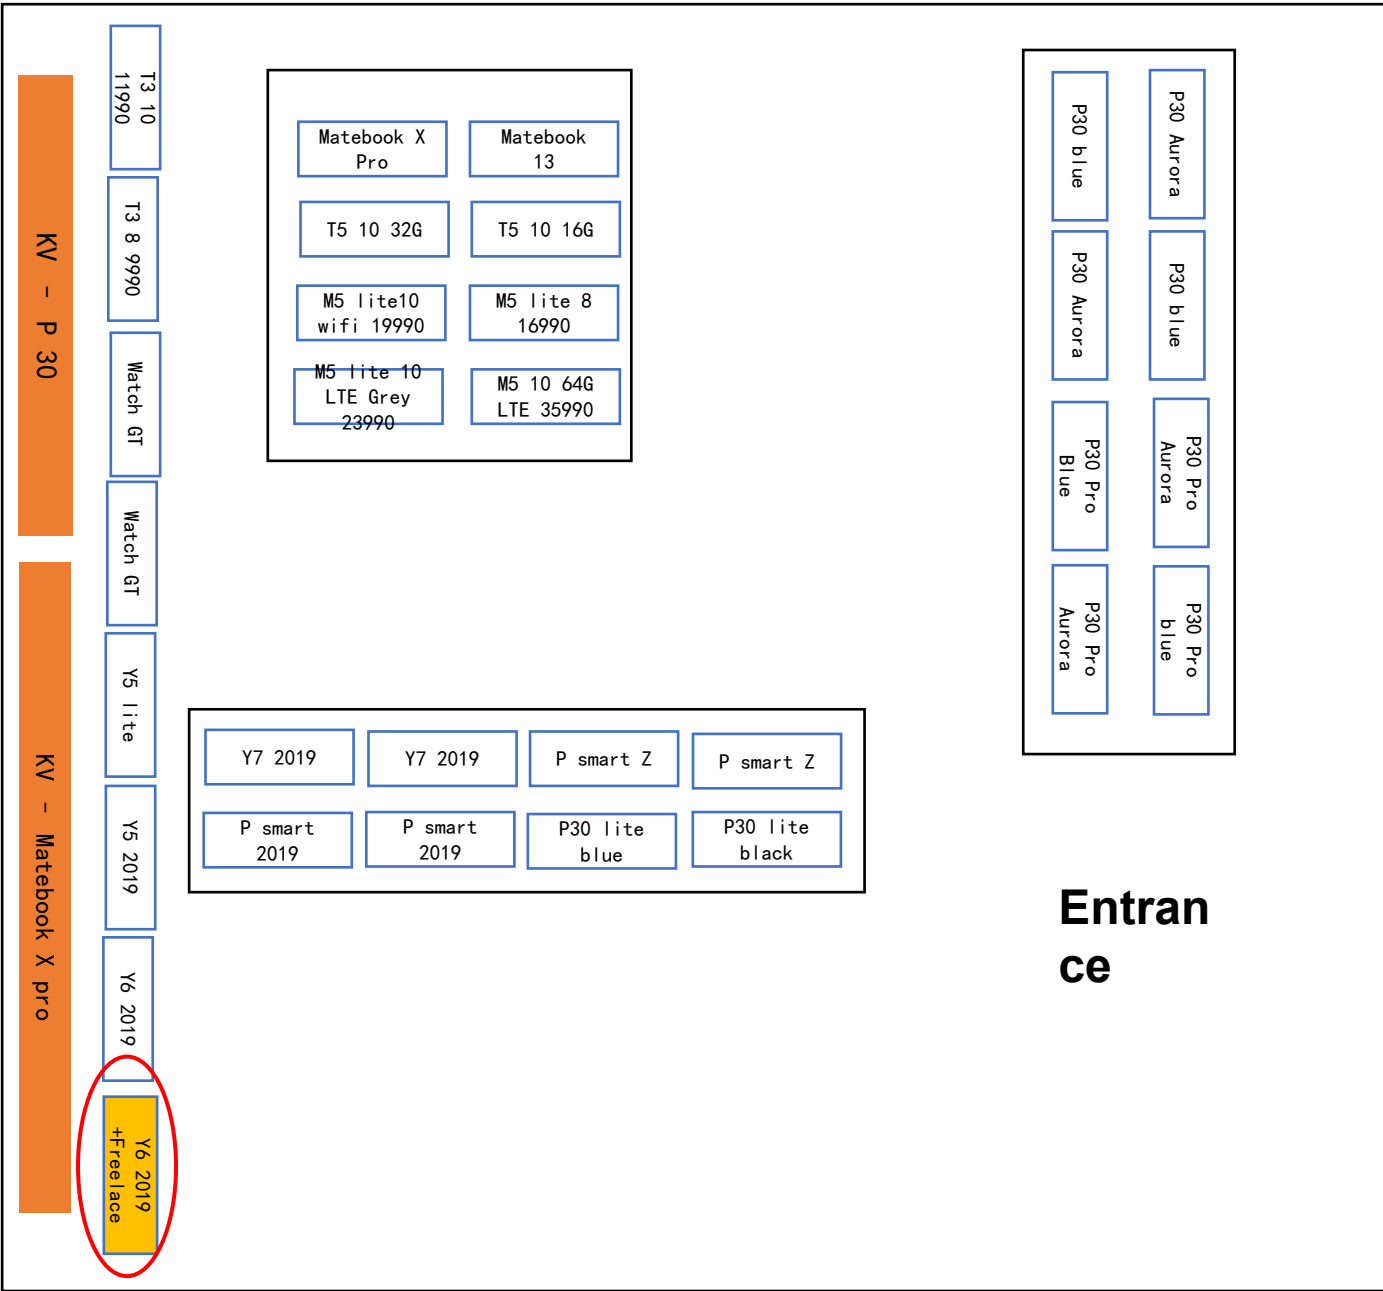 KV - P 30
KV - Matebook X pro
T3 10
11990
T3 8 9990
Watch GT
Watch GT
Y5 lite
Y5 2019
Y6 2019
Y6 2019
+Freelace
Matebook X
Pro
Matebook
13
T5 10 32G
T5 10 16G
M5 lite10
wifi 19990
M5 lite 8
16990
M5 lite 10
LTE Grey
23990
M5 10 64G
LTE 35990
Y7 2019
Y7 2019
P smart Z
P smart Z
P smart
2019
P smart
2019
P30 lite
blue
P30 lite
black
P30 blue
P30 Aurora
P30 Aurora
P30 blue
P30 Pro
Blue
P30 Pro
Aurora
P30 Pro
Aurora
P30 Pro
blue
Entran
ce